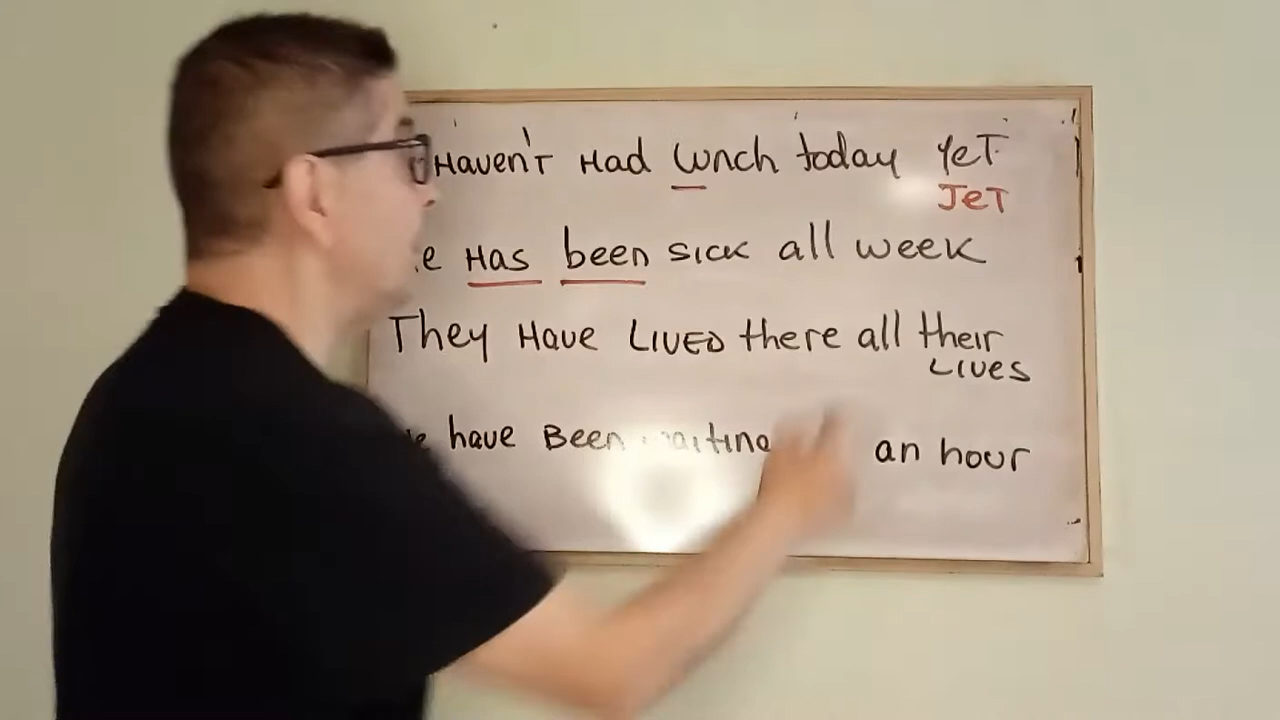 Haven't Had Lunch today YeT
JeT
Has been sick all week
They Have Lived there all their
Lives
have Been waiting an hour